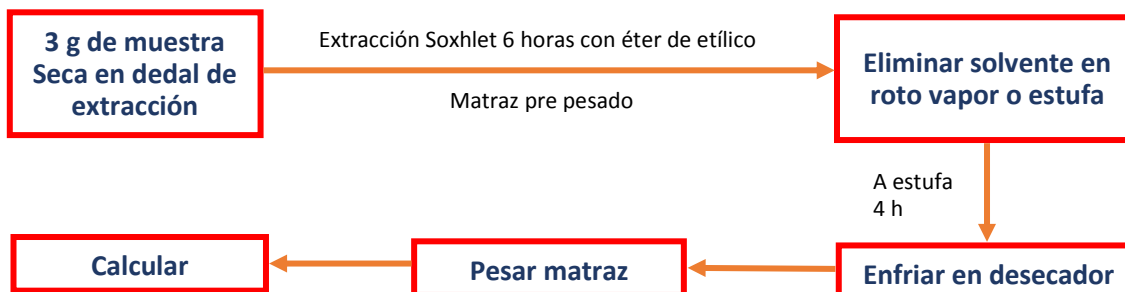 3 g de muestra
Seca en dedal de
extracción
Extracción Soxhlet 6 horas con éter de etílico
Matraz pre pesado
Eliminar solvente en
roto vapor o estufa
A estufa
4 h
Enfriar en desecador
Pesar matraz
Calcular